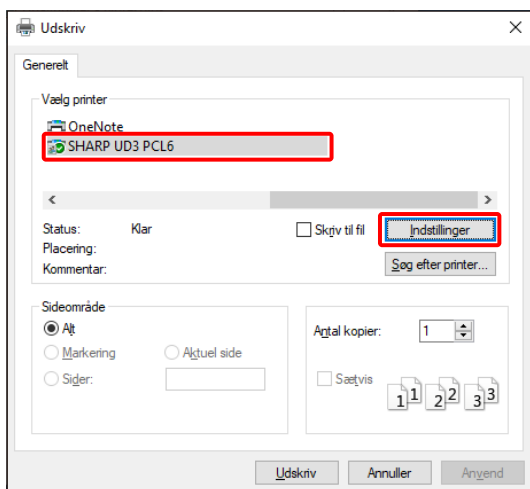 Udskriv
Generelt
Vælg printer
OneNote
SHARP UD3 PCL6
Status: Klar
Skriv til fil
Indstillinger
Placering:
Kommentar:
Søg efter printer...
Sideområde
Alt
Markering
Aktuel side
Sider:
Antal kopier: 1
Sætvis
1 1 2 2 3 3
Udskriv Annuller Anvend